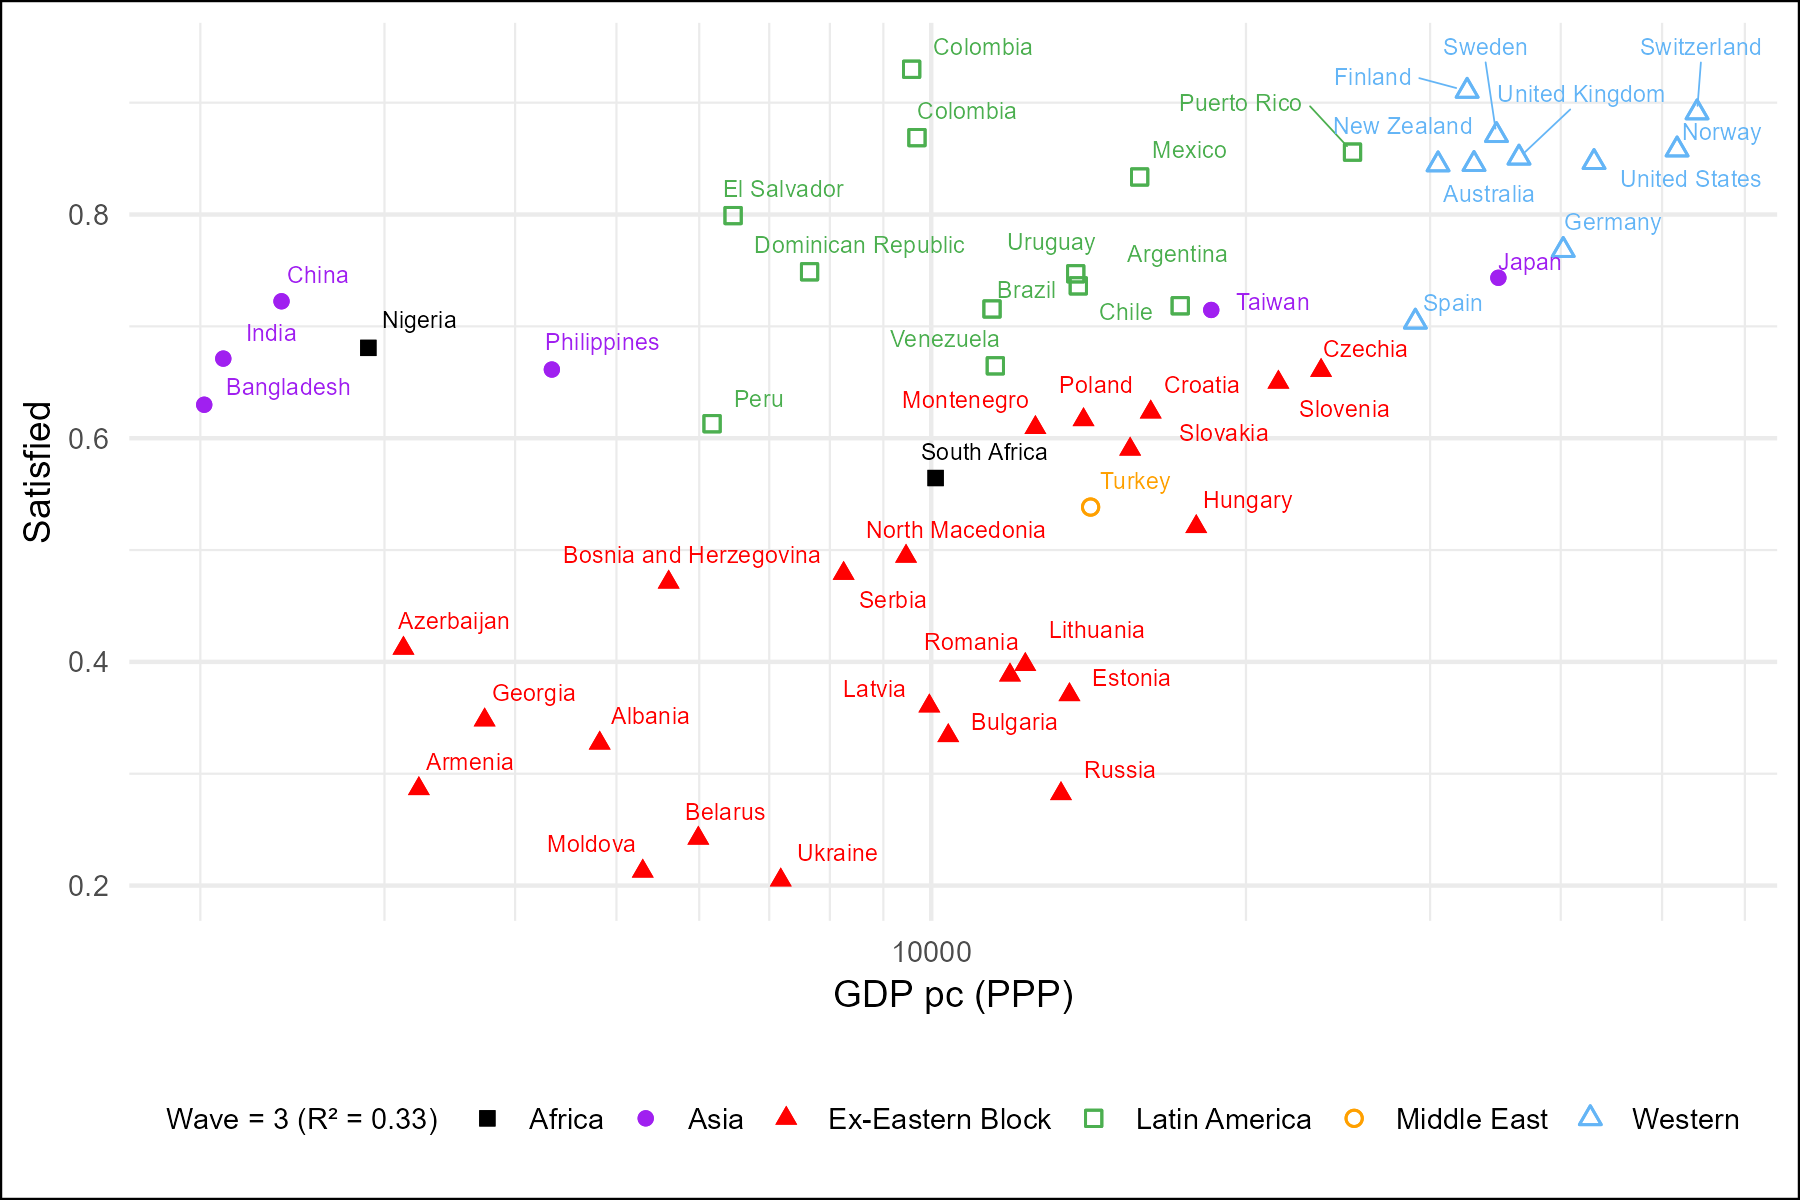 Colombia
Sweden
Switzerland
Finland
United Kingdom
Puerto Rico
Colombia
New Zealand
Norway
Mexico
United States
El Salvador
Australia
0.8
Germany
Dominican Republic
Uruguay
Argentina
Japan
China
Brazil
Taiwan
Spain
Chile
Nigeria
India
Venezuela
Philippines
Czechia
Bangladesh
Poland
Croatia
Peru
Montenegro
Slovenia
0.6
Slovakia
South Africa
Turkey
Satisfied
Hungary
North Macedonia
Bosnia and Herzegovina
Serbia
Azerbaijan
Lithuania
Romania
0.4
Estonia
Latvia
Georgia
Albania
Bulgaria
Armenia
Russia
Belarus
Moldova
Ukraine
0.2
10000
GDP pc (PPP)
Wave = 3 (R² = 0.33) Africa Asia Ex-Eastern Block Latin America Middle East Western